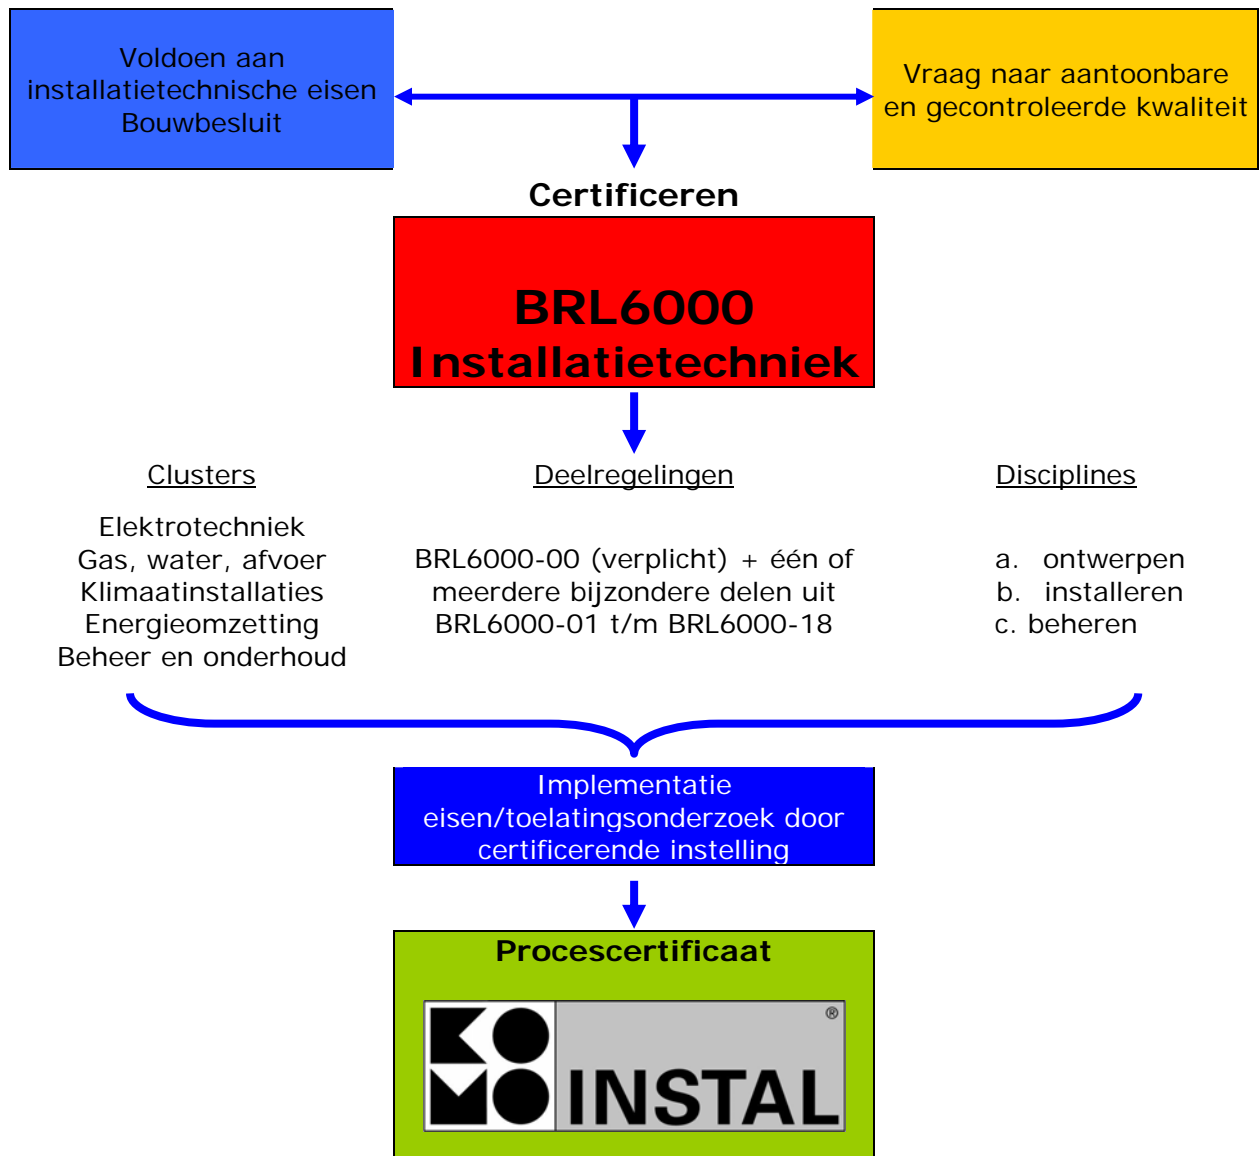 Voldoen aan
installatietechnische eisen
Bouwbesluit
Vraag naar aantoonbare
en gecontroleerde kwaliteit
Certificeren
BRL6000
Installatietechniek
Clusters
Elektrotechniek
Gas, water, afvoer
Klimaatinstallaties
Energieomzetting
Beheer en onderhoud
Deelregelingen
BRL6000-00 (verplicht) + één of
meerdere bijzondere delen uit
BRL6000-01 t/m BRL6000-18
Disciplines
a. ontwerpen
b. installeren
c. beheren
Implementatie
eisen/toelatingsonderzoek door
certificerende instelling
Procescertificaat
KOMO INSTAL ®